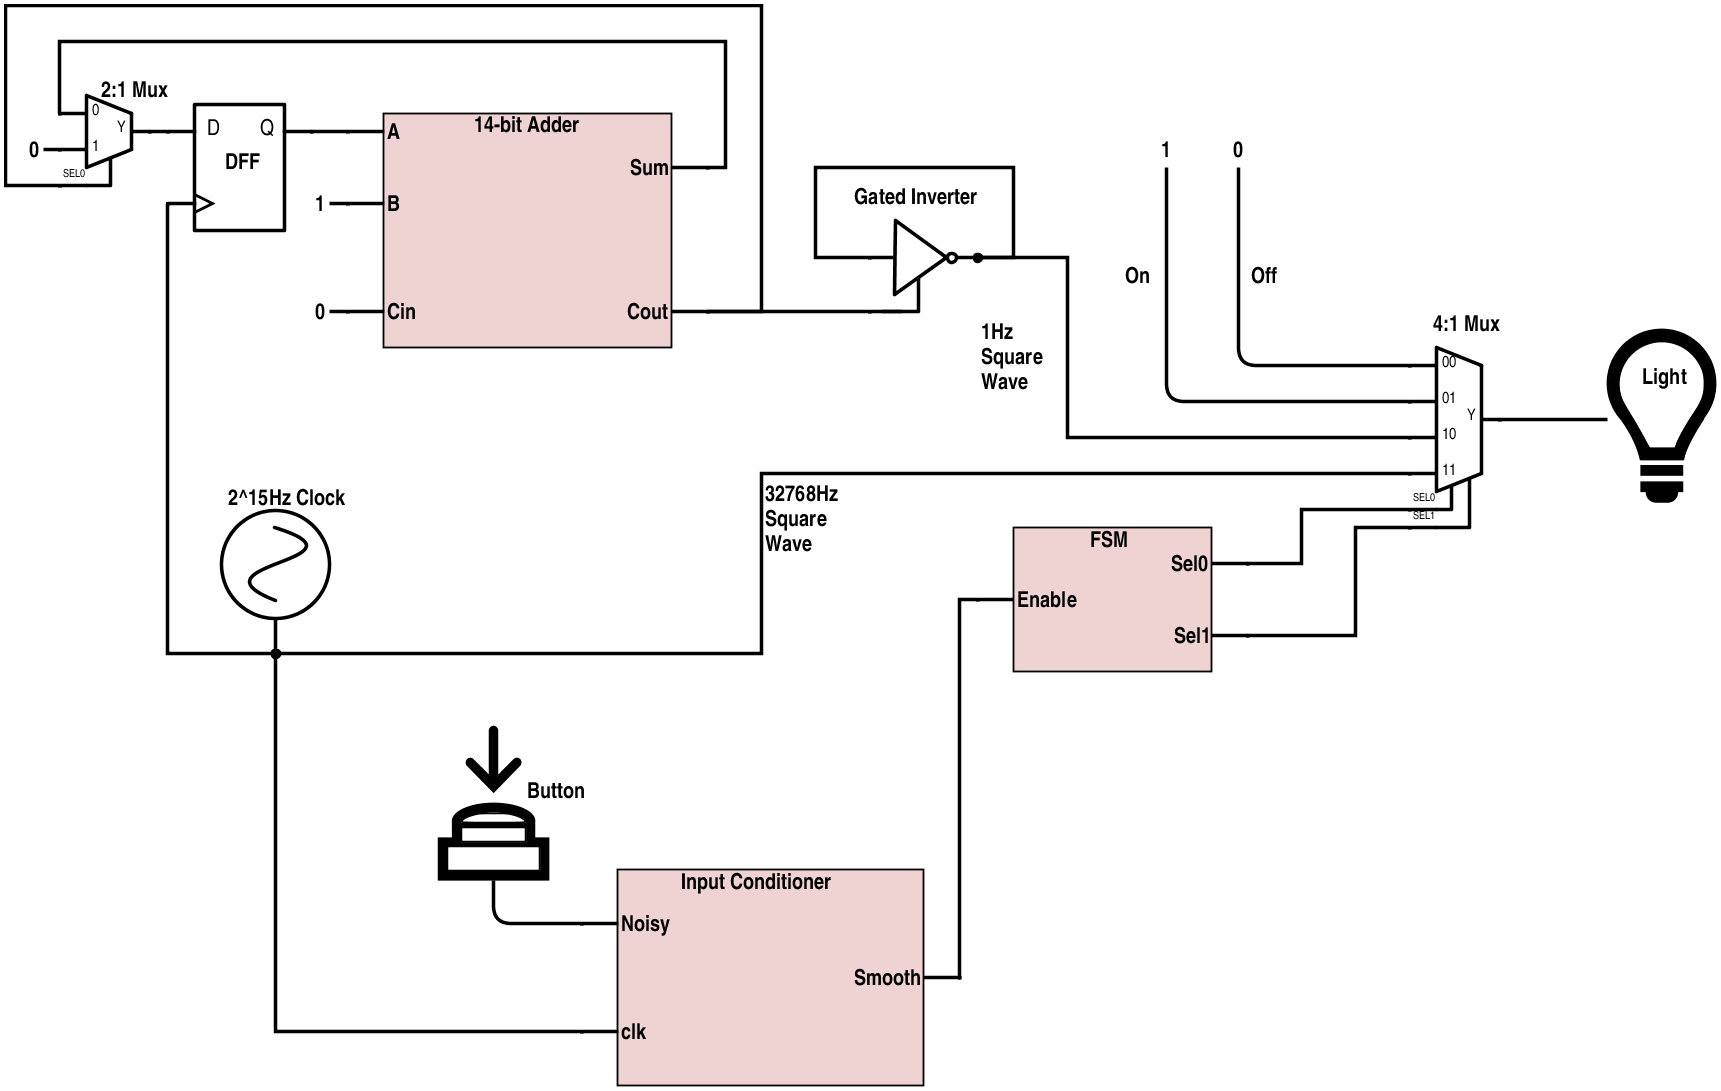 2:1 Mux
0
Y
0
1
SEL0
D
Q
DFF
14-bit Adder
A
Sum
1
B
0
Cin
Cout
Gated Inverter
1Hz
Square
Wave
1
0
On
Off
4:1 Mux
00
01
Y
10
11
SEL0
SEL1
Light
2^15Hz Clock
32768Hz
Square
Wave
FSM
Sel0
Enable
Sel1
Button
Input Conditioner
Noisy
Smooth
clk